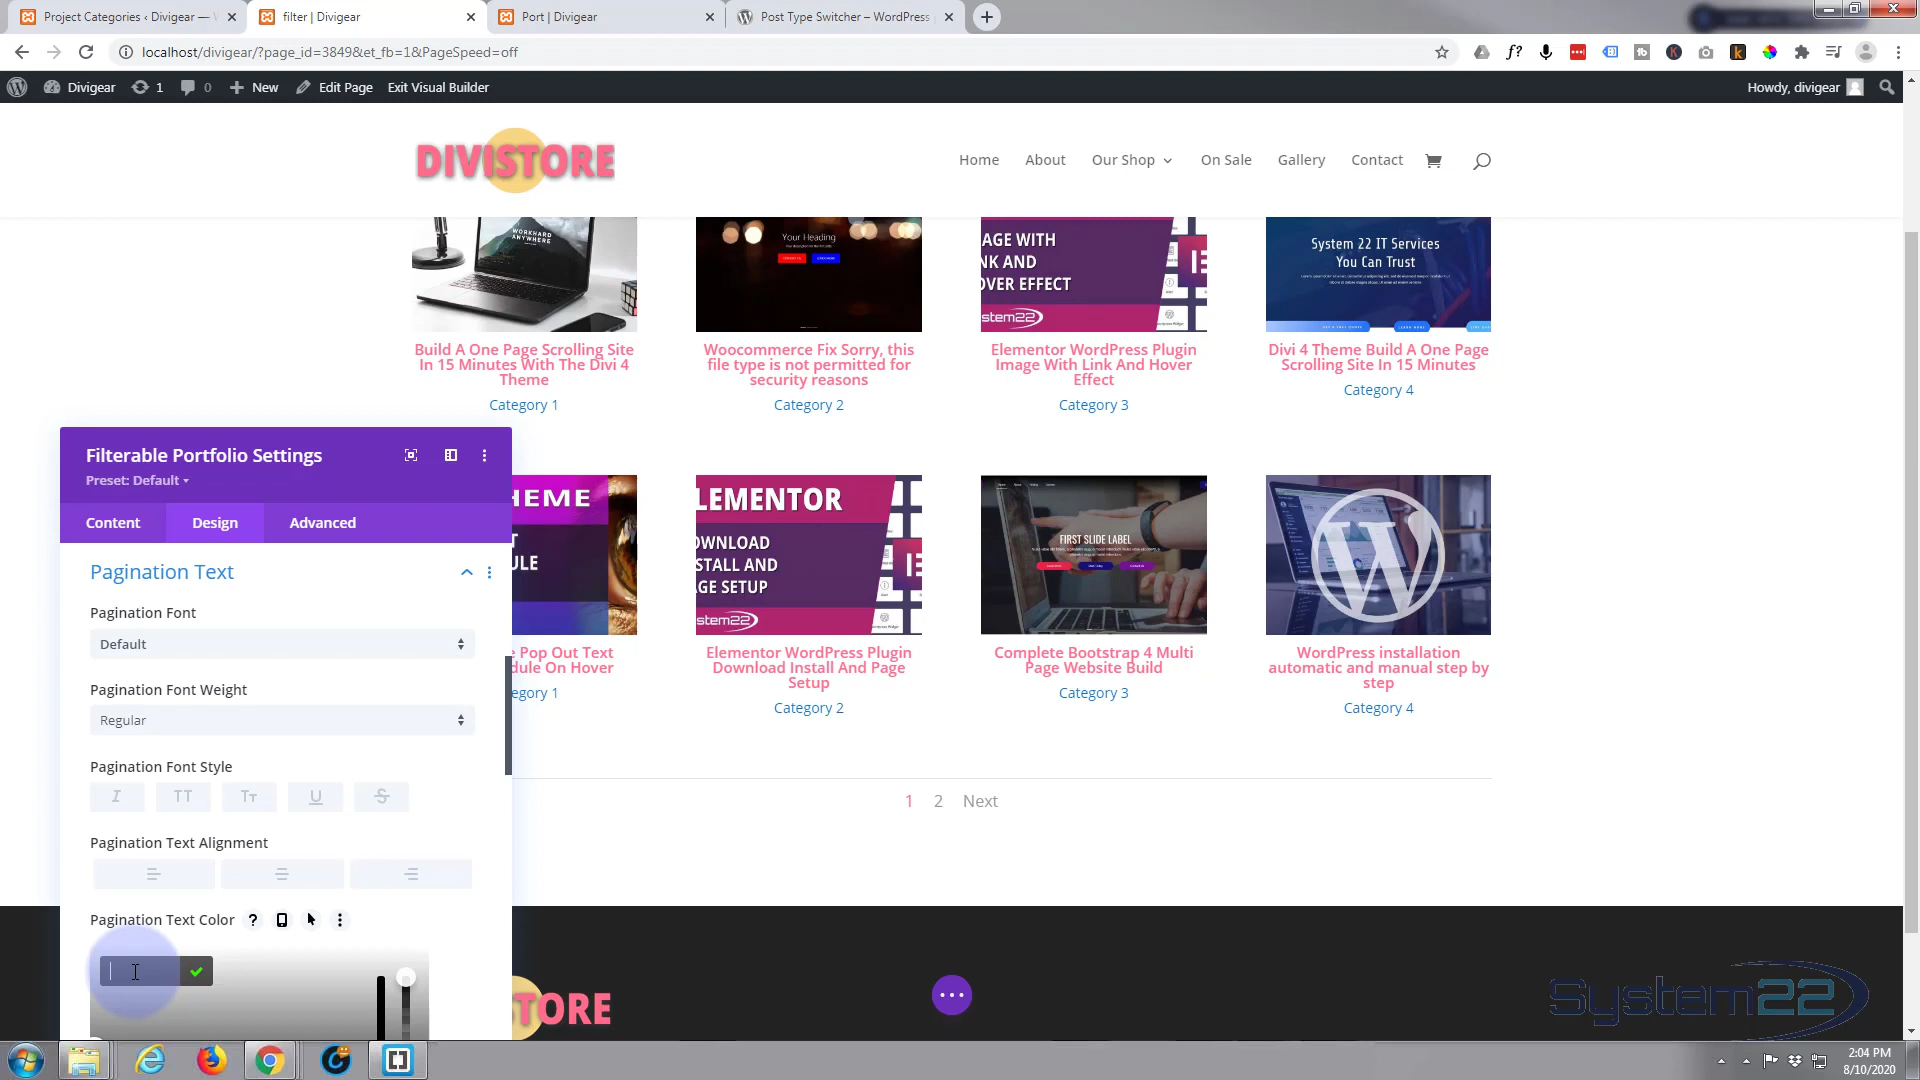 Project Categories ‹ Divigear — W
filter | Divigear
Port | Divigear
Post Type Switcher – WordPress
localhost/divigear/?page_id=3849&et_fb=1&PageSpeed=off
Divigear
1
0
New
Edit Page
Exit Visual Builder
Howdy, divigear
DIVISTORE
Home
About
Our Shop
On Sale
Gallery
Contact
WORKHARD
ANYWHERE
Your Heading
AGE WITH
NK AND
OVER EFFECT
stem22
System 22 IT Services
You Can Trust
Build A One Page Scrolling Site
In 15 Minutes With The Divi 4
Theme
Category 1
Woocommerce Fix Sorry, this
file type is not permitted for
security reasons
Category 2
Elementor WordPress Plugin
Image With Link And Hover
Effect
Category 3
Divi 4 Theme Build A One Page
Scrolling Site In 15 Minutes
Category 4
Filterable Portfolio Settings
Preset: Default
Content
Design
Advanced
Pagination Text
Pagination Font
Default
Pagination Font Weight
Regular
Pagination Font Style
I
TT
Tт
U
S
Pagination Text Alignment
Pagination Text Color
HEME
T
ULE
LEMENTOR
OWNLOAD
STALL AND
AGE SETUP
stem22
FIRST SLIDE LABEL
e Pop Out Text
dule On Hover
egory 1
Elementor WordPress Plugin
Download Install And Page
Setup
Category 2
Complete Bootstrap 4 Multi
Page Website Build
Category 3
WordPress installation
automatic and manual step by
step
Category 4
1
2
Next
STORE
System22
2:04 PM
8/10/2020